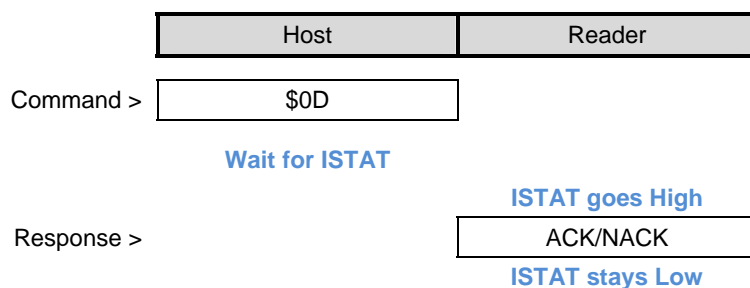 Host Reader
Command > $0D
Wait for ISTAT
ISTAT goes High
Response > ACK/NACK
ISTAT stays Low